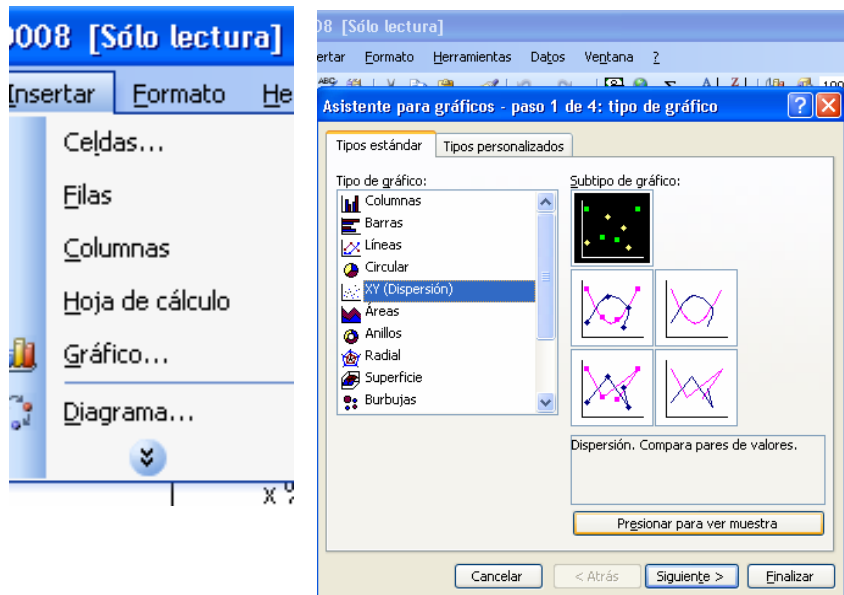 0008 [Sólo lectura]
Insertar Formato He
Celdas...
Filas
Columnas
Hoja de cálculo
Gráfico...
Diagrama...
x
08 [Sólo lectura]
ertar Formato Herramientas Datos Ventana ?
Asistente para gráficos - paso 1 de 4: tipo de gráfico
Tipos estándar Tipos personalizados
Tipo de gráfico:
Columnas
Barras
Líneas
Circular
XY (Dispersión)
Áreas
Anillos
Radial
Superficie
Burbujas
Subtipo de gráfico:
Dispersión. Compara pares de valores.
Presionar para ver muestra
Cancelar < Atrás Siguiente > Finalizar